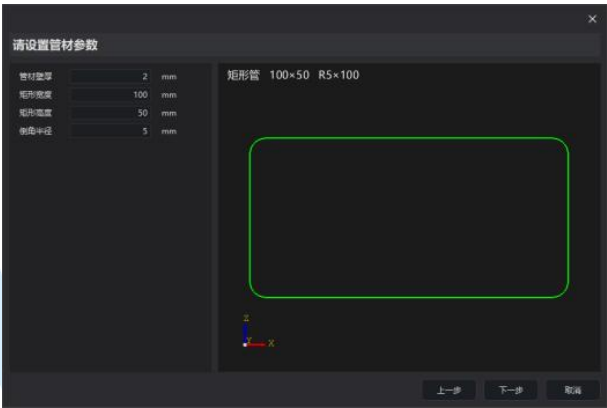 ×
请设置管材参数
管材壁厚 2 mm
矩形宽度 100 mm
矩形高度 50 mm
倒角半径 5 mm
矩形管 100×50 R5×100
Z
Y X
上一步 下一步 取消